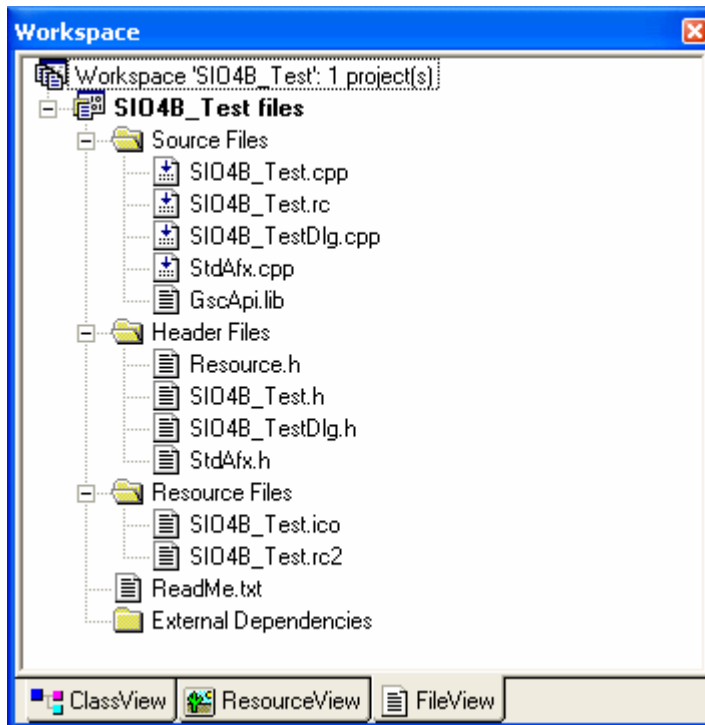 Workspace
Workspace 'SIO4B_Test': 1 project(s)
SIO4B_Test files
Source Files
SIO4B_Test.cpp
SIO4B_Test.rc
SIO4B_TestDlg.cpp
StdAfx.cpp
GscApi.lib
Header Files
Resource.h
SIO4B_Test.h
SIO4B_TestDlg.h
StdAfx.h
Resource Files
SIO4B_Test.ico
SIO4B_Test.rc2
ReadMe.txt
External Dependencies
ClassView ResourceView FileView